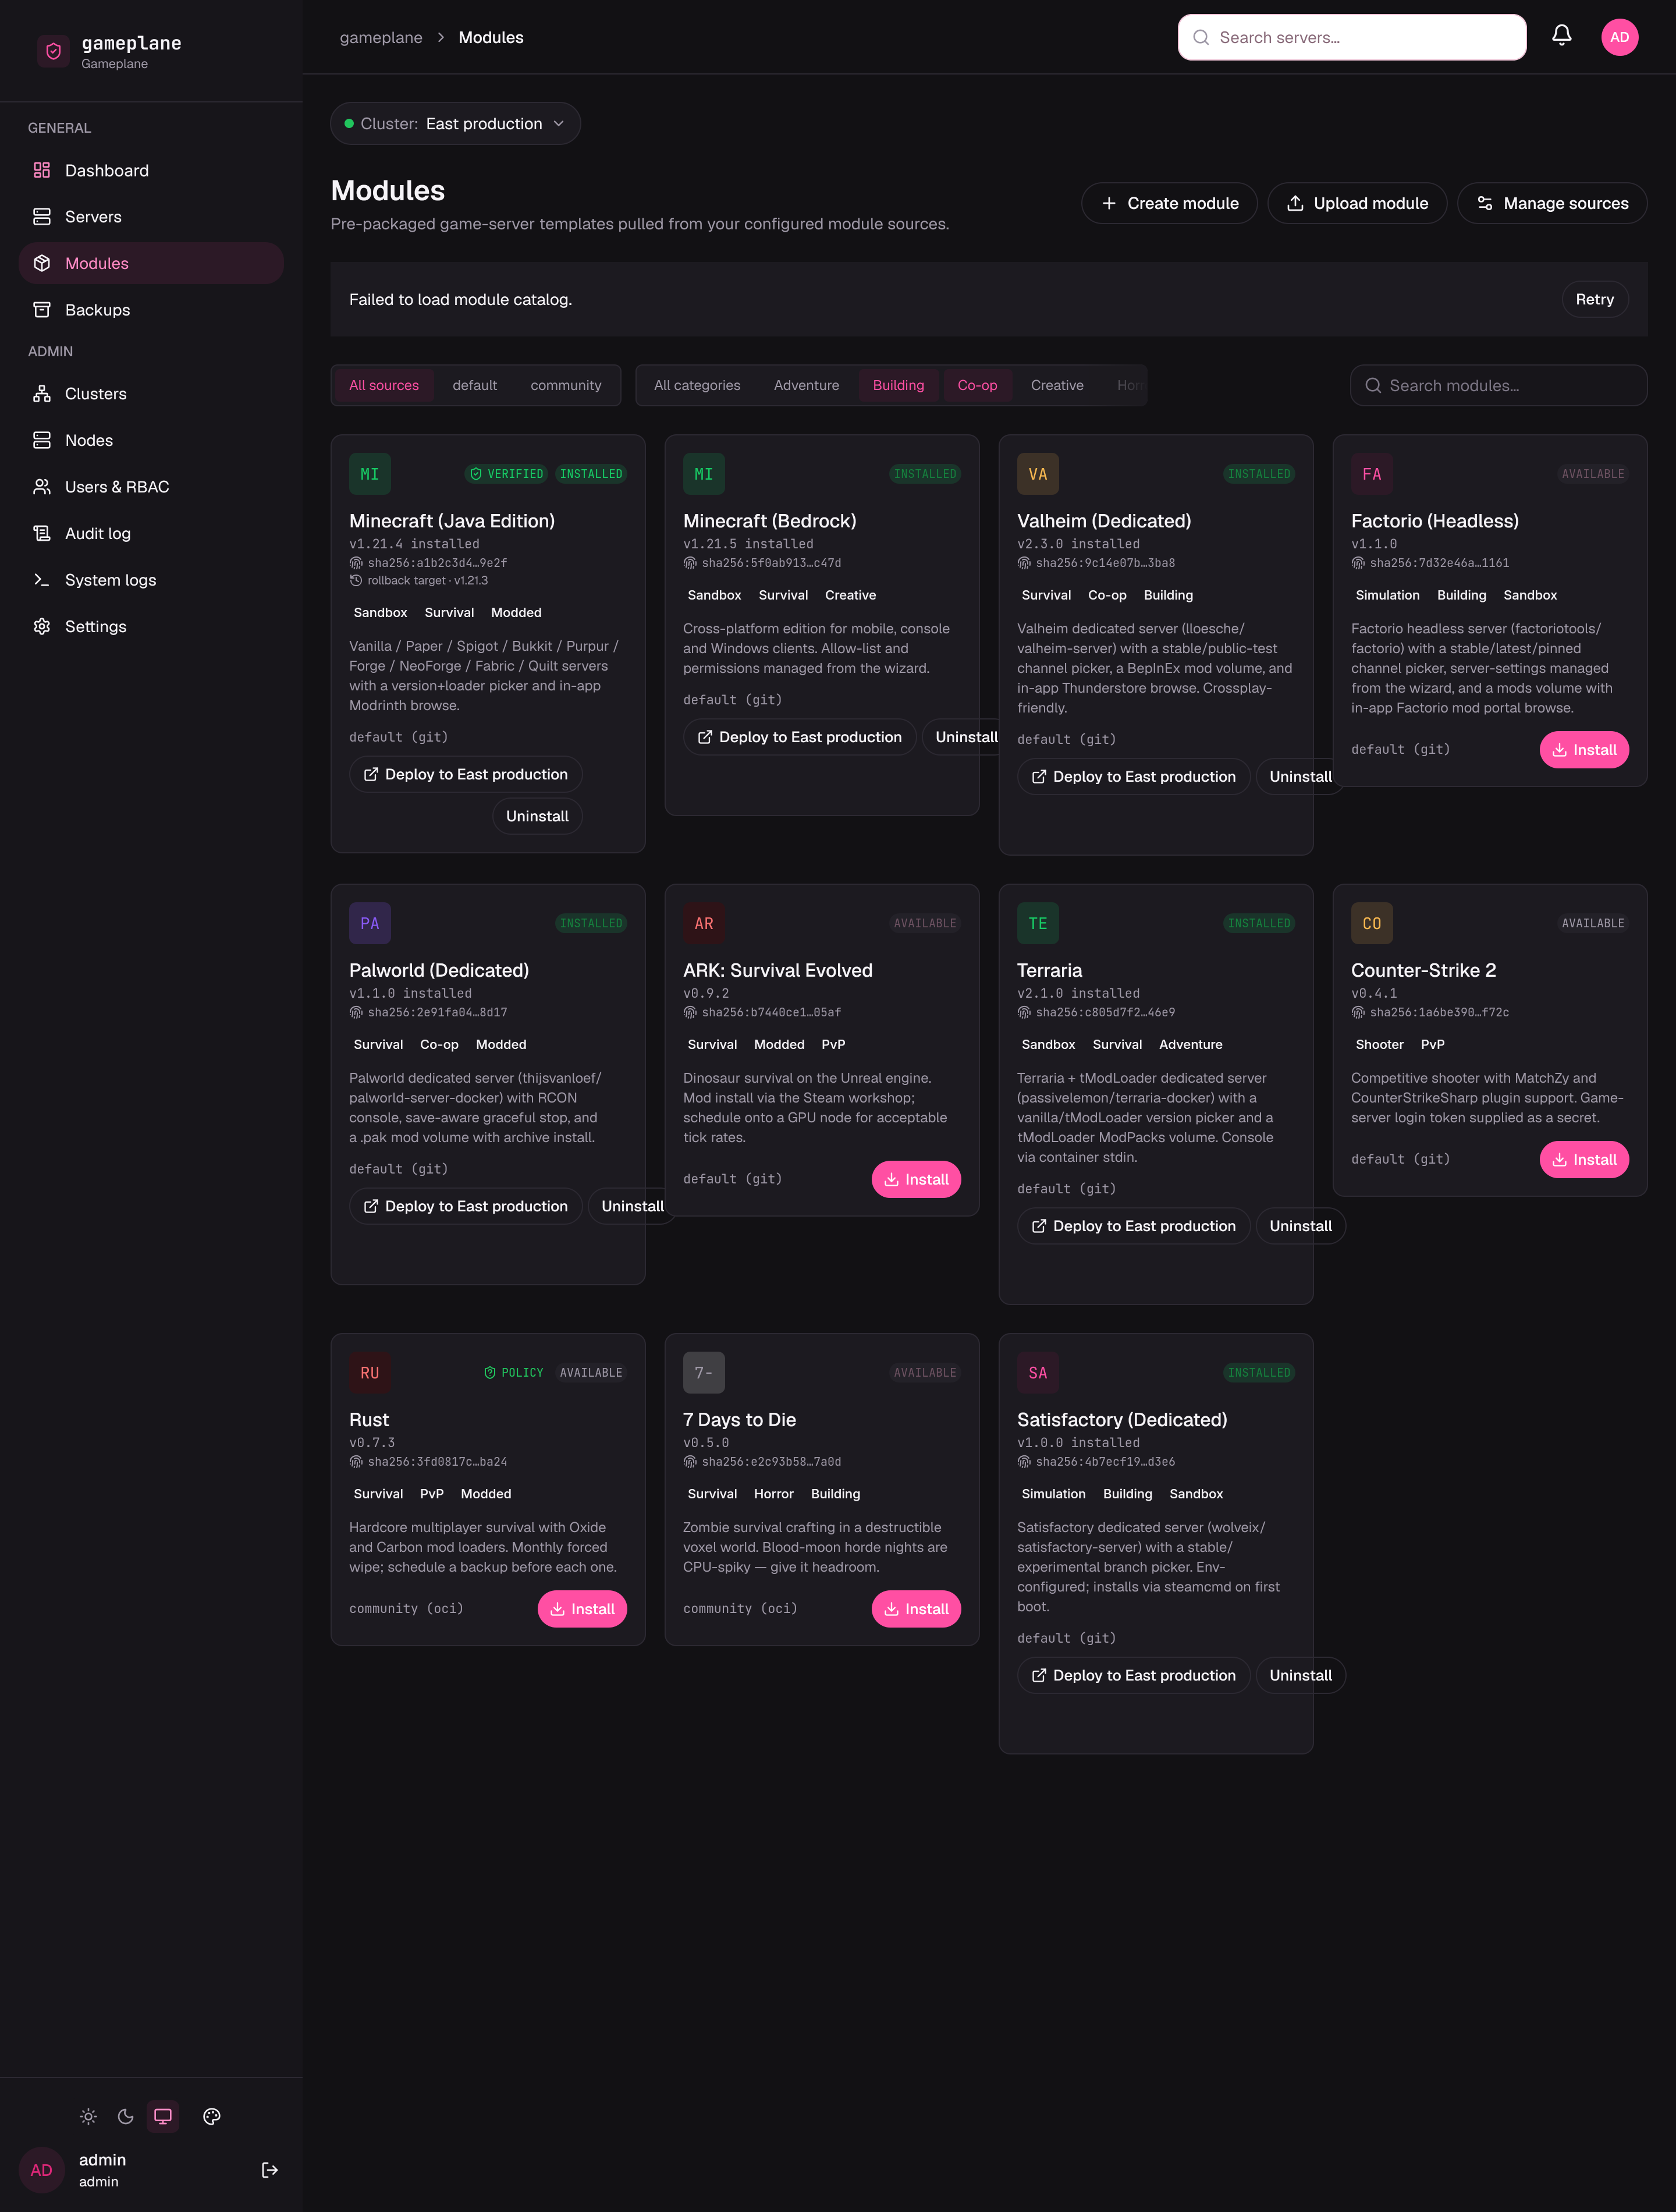 gameplane
Gameplane
GENERAL
Dashboard
Servers
Modules
Backups
ADMIN
Clusters
Nodes
Users & RBAC
Audit log
System logs
Settings
AD
admin
admin
gameplane > Modules
Search servers…
AD
Cluster: East production
Modules
Pre-packaged game-server templates pulled from your configured module sources.
Create module
Upload module
Manage sources
Failed to load module catalog.
Retry
All sources
default
community
All categories
Adventure
Building
Co-op
Creative
Search modules…
MI
VERIFIED
INSTALLED
Minecraft (Java Edition)
v1.21.4 installed
sha256:a1b2c3d4…9e2f
rollback target · v1.21.3
Sandbox Survival Modded
Vanilla / Paper / Spigot / Bukkit / Purpur /
Forge / NeoForge / Fabric / Quilt servers
with a version+loader picker and in-app
Modrinth browse.
default (git)
Deploy to East production
Uninstall
MI
INSTALLED
Minecraft (Bedrock)
v1.21.5 installed
sha256:5f0ab913…c47d
Sandbox Survival Creative
Cross-platform edition for mobile, console
and Windows clients. Allow-list and
permissions managed from the wizard.
default (git)
Deploy to East production
Uninstall
VA
INSTALLED
Valheim (Dedicated)
v2.3.0 installed
sha256:9c14e07b…3ba8
Survival Co-op Building
Valheim dedicated server (lloesche/
valheim-server) with a stable/public-test
channel picker, a BepInEx mod volume, and
in-app Thunderstore browse. Crossplay-
friendly.
default (git)
Deploy to East production
Uninstall
FA
AVAILABLE
Factorio (Headless)
v1.1.0
sha256:7d32e46a…1161
Simulation Building Sandbox
Factorio headless server (factoriotools/
factorio) with a stable/latest/pinned
channel picker, server-settings managed
from the wizard, and a mods volume with
in-app Factorio mod portal browse.
default (git)
Install
PA
INSTALLED
Palworld (Dedicated)
v1.1.0 installed
sha256:2e91fa04…8d17
Survival Co-op Modded
Palworld dedicated server (thijsvanloef/
palworld-server-docker) with RCON
console, save-aware graceful stop, and
a .pak mod volume with archive install.
default (git)
Deploy to East production
Uninstall
AR
AVAILABLE
ARK: Survival Evolved
v0.9.2
sha256:b7440ce1…05af
Survival Modded PvP
Dinosaur survival on the Unreal engine.
Mod install via the Steam workshop;
schedule onto a GPU node for acceptable
tick rates.
default (git)
Install
TE
INSTALLED
Terraria
v2.1.0 installed
sha256:c805d7f2…46e9
Sandbox Survival Adventure
Terraria + tModLoader dedicated server
(passivelemon/terraria-docker) with a
vanilla/tModLoader version picker and a
tModLoader ModPacks volume. Console
via container stdin.
default (git)
Deploy to East production
Uninstall
CO
AVAILABLE
Counter-Strike 2
v0.4.1
sha256:1a6be390…f72c
Shooter PvP
Competitive shooter with MatchZy and
CounterStrikeSharp plugin support. Game-
server login token supplied as a secret.
default (git)
Install
RU
POLICY
AVAILABLE
Rust
v0.7.3
sha256:3fd0817c…ba24
Survival PvP Modded
Hardcore multiplayer survival with Oxide
and Carbon mod loaders. Monthly forced
wipe; schedule a backup before each one.
community (oci)
Install
7-
AVAILABLE
7 Days to Die
v0.5.0
sha256:e2c93b58…7a0d
Survival Horror Building
Zombie survival crafting in a destructible
voxel world. Blood-moon horde nights are
CPU-spiky — give it headroom.
community (oci)
Install
SA
INSTALLED
Satisfactory (Dedicated)
v1.0.0 installed
sha256:4b7ecf19…d3e6
Simulation Building Sandbox
Satisfactory dedicated server (wolveix/
satisfactory-server) with a stable/
experimental branch picker. Env-
configured; installs via steamcmd on first
boot.
default (git)
Deploy to East production
Uninstall